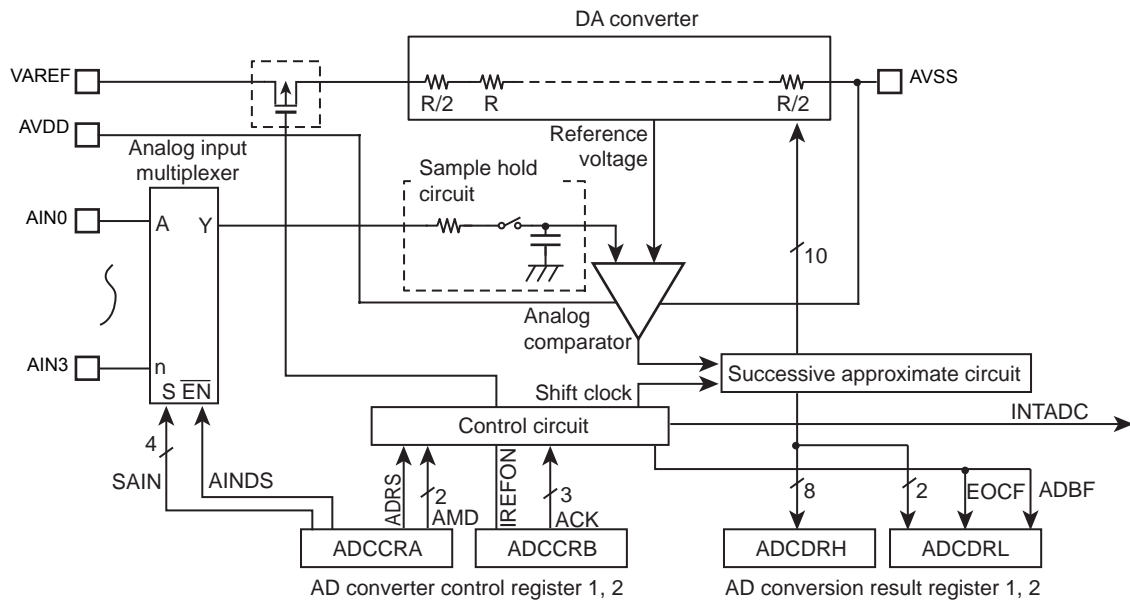 DA converter
VAREF
AVSS
R/2
R
R/2
AVDD
Reference
voltage
Analog input
multiplexer
Sample hold
circuit
AIN0
A
Y
10
Analog
comparator
AIN3
n
S
EN
Successive approximate circuit
Shift clock
INTADC
Control circuit
4
SAIN
AINDS
ADRS
2
AMD
IREFON
3
ACK
8
2
EOCF
ADBF
ADCCRA
ADCCRB
ADCDRH
ADCDRL
AD converter control register 1, 2
AD conversion result register 1, 2